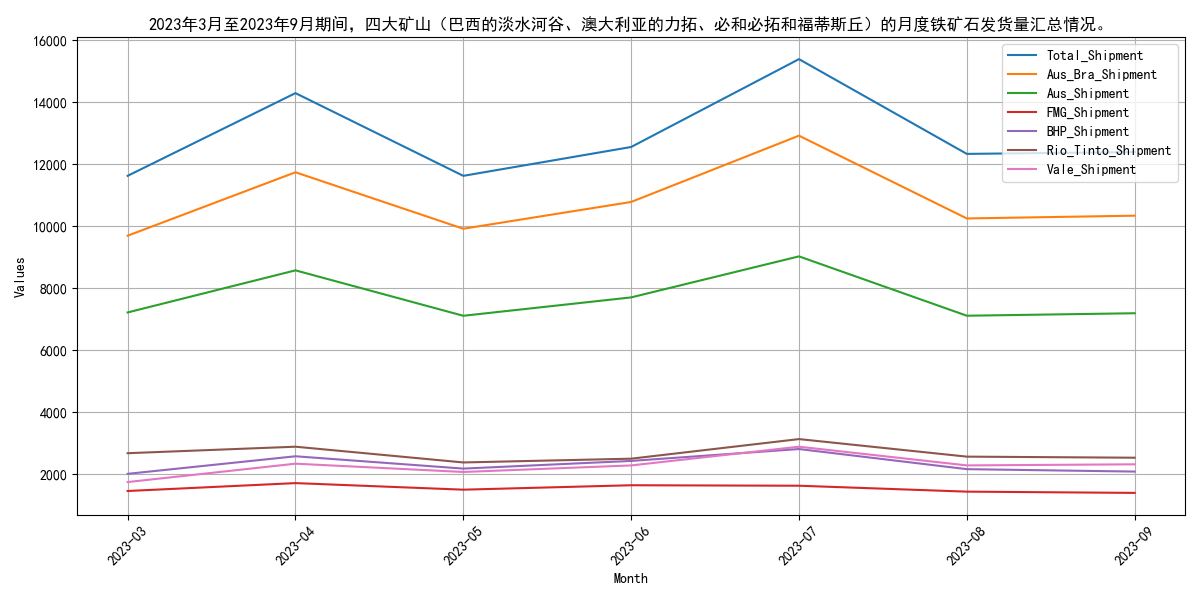 2023年3月至2023年9月期间，四大矿山（巴西的淡水河谷、澳大利亚的力拓、必和必拓和福蒂斯丘）的月度铁矿石发货量汇总情况。
16000
14000
12000
10000
8000
6000
4000
2000
Values
Total_Shipment
Aus_Bra_Shipment
Aus_Shipment
FMG_Shipment
BHP_Shipment
Rio_Tinto_Shipment
Vale_Shipment
2023-03
2023-04
2023-05
2023-06
2023-07
2023-08
2023-09
Month